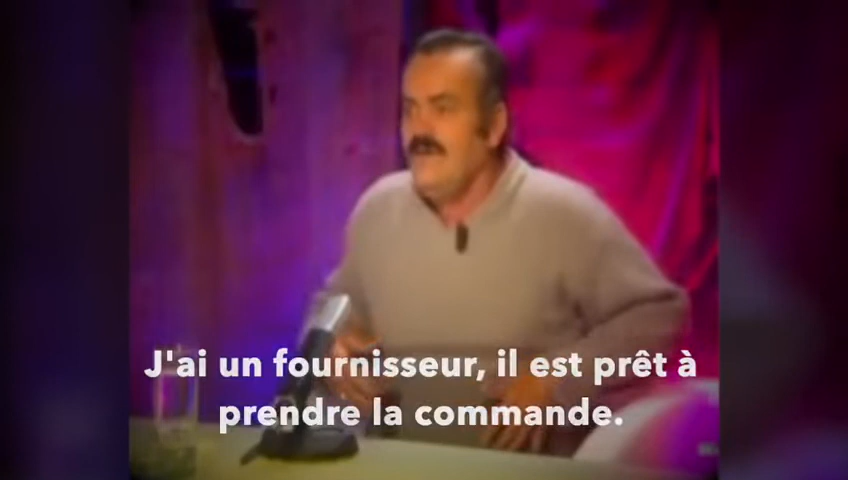 J'ai un fournisseur, il est prêt à
prendre la commande.